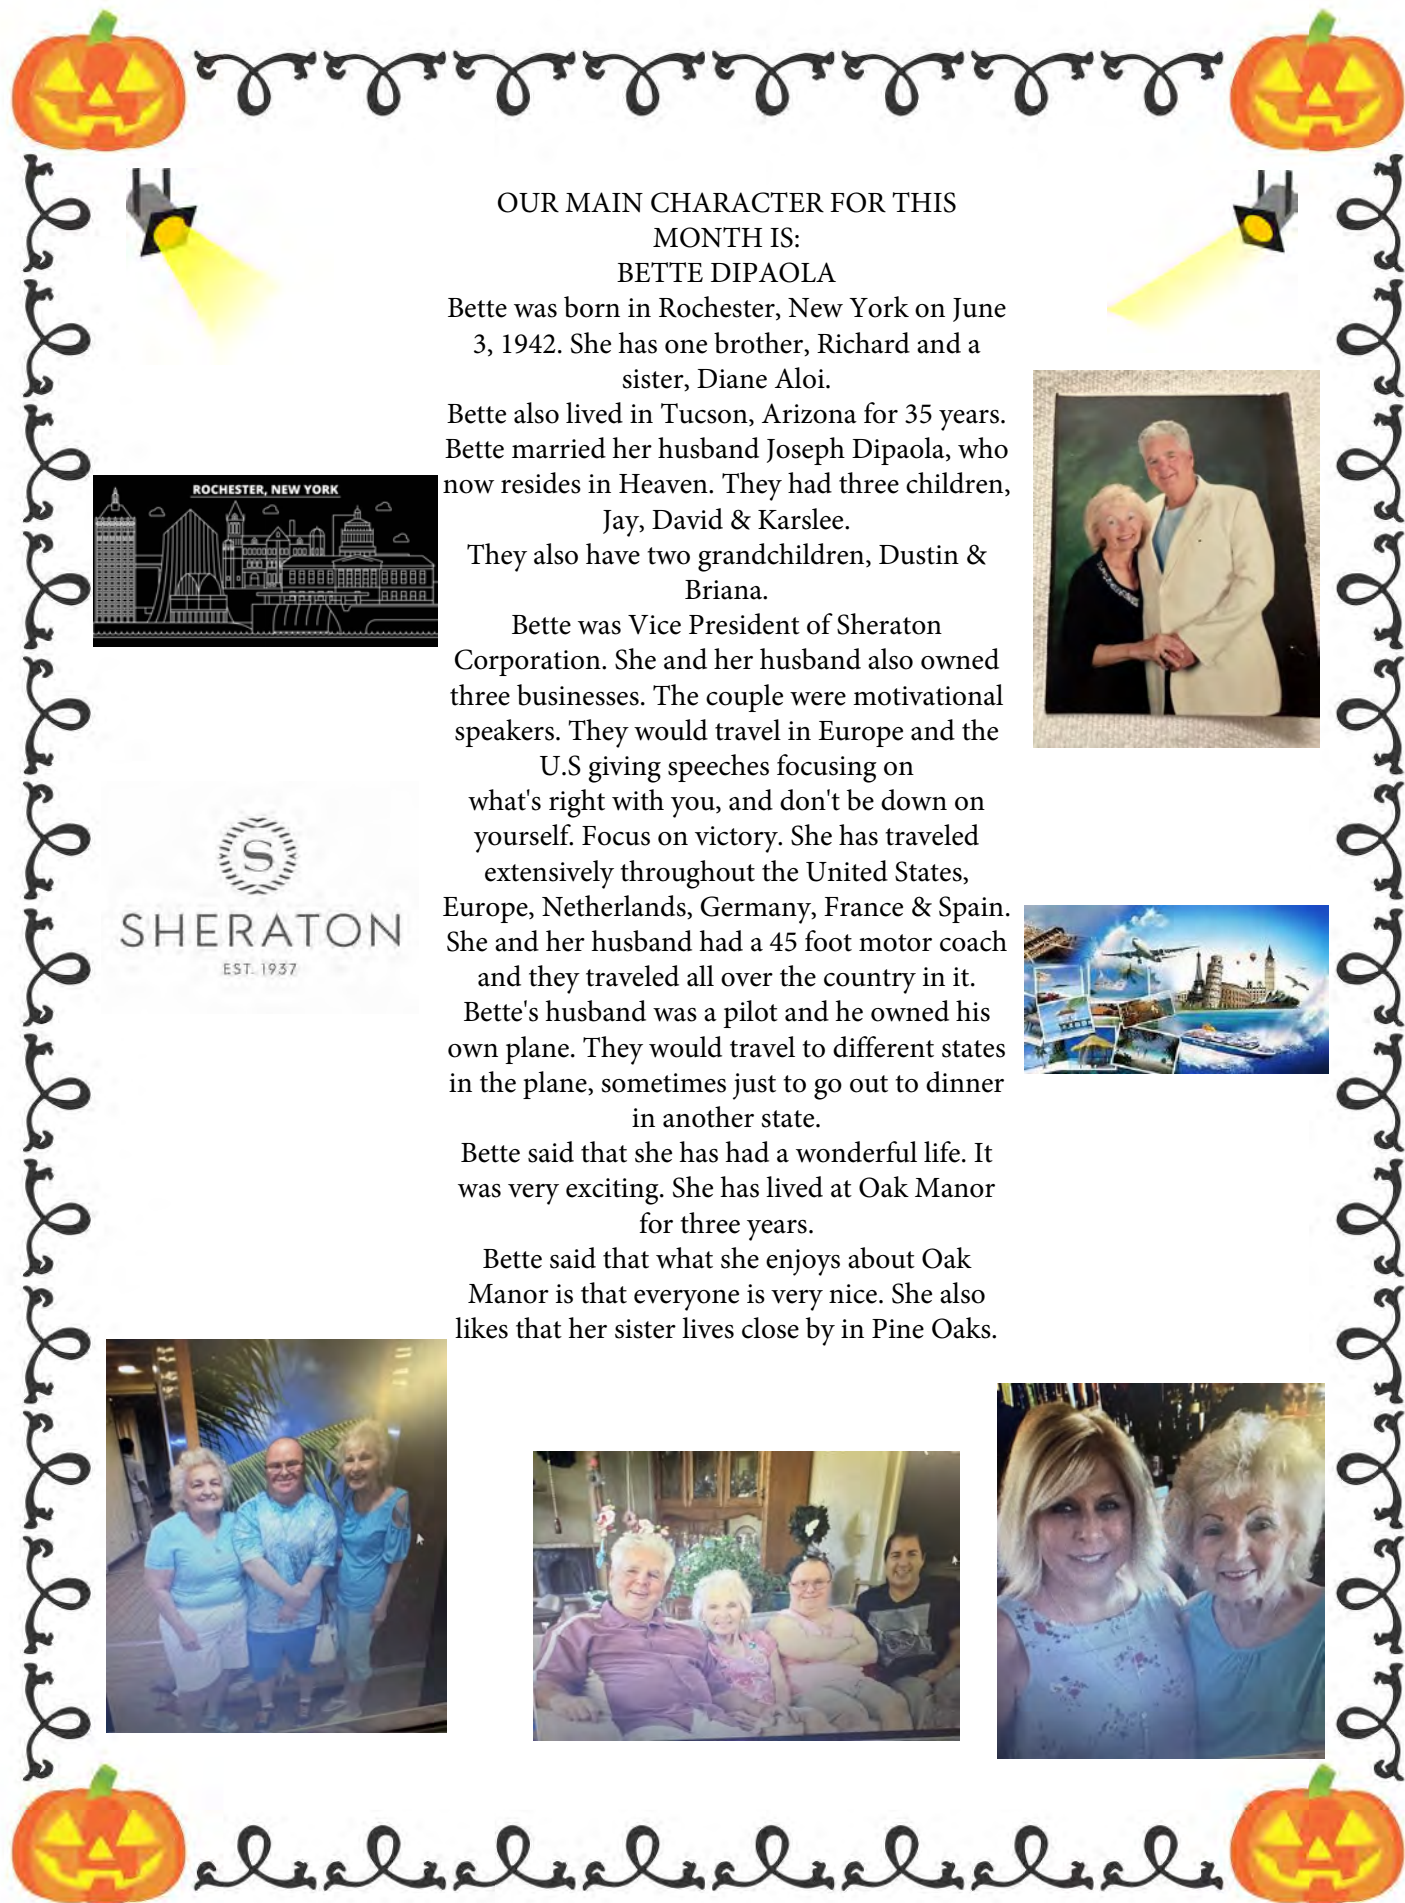 OUR MAIN CHARACTER FOR THIS
MONTH IS:
BETTE DIPAOLA
Bette was born in Rochester, New York on June
3, 1942. She has one brother, Richard and a
sister, Diane Aloi.
Bette also lived in Tucson, Arizona for 35 years.
Bette married her husband Joseph Dipaola, who
now resides in Heaven. They had three children,
Jay, David & Karslee.
They also have two grandchildren, Dustin &
Briana.
Bette was Vice President of Sheraton
Corporation. She and her husband also owned
three businesses. The couple were motivational
speakers. They would travel in Europe and the
U.S giving speeches focusing on
what's right with you, and don't be down on
yourself. Focus on victory. She has traveled
extensively throughout the United States,
Europe, Netherlands, Germany, France & Spain.
She and her husband had a 45 foot motor coach
and they traveled all over the country in it.
Bette's husband was a pilot and he owned his
own plane. They would travel to different states
in the plane, sometimes just to go out to dinner
in another state.
Bette said that she has had a wonderful life. It
was very exciting. She has lived at Oak Manor
for three years.
Bette said that what she enjoys about Oak
Manor is that everyone is very nice. She also
likes that her sister lives close by in Pine Oaks.
ROCHESTER, NEW YORK
S
SHERATON
EST. 1937